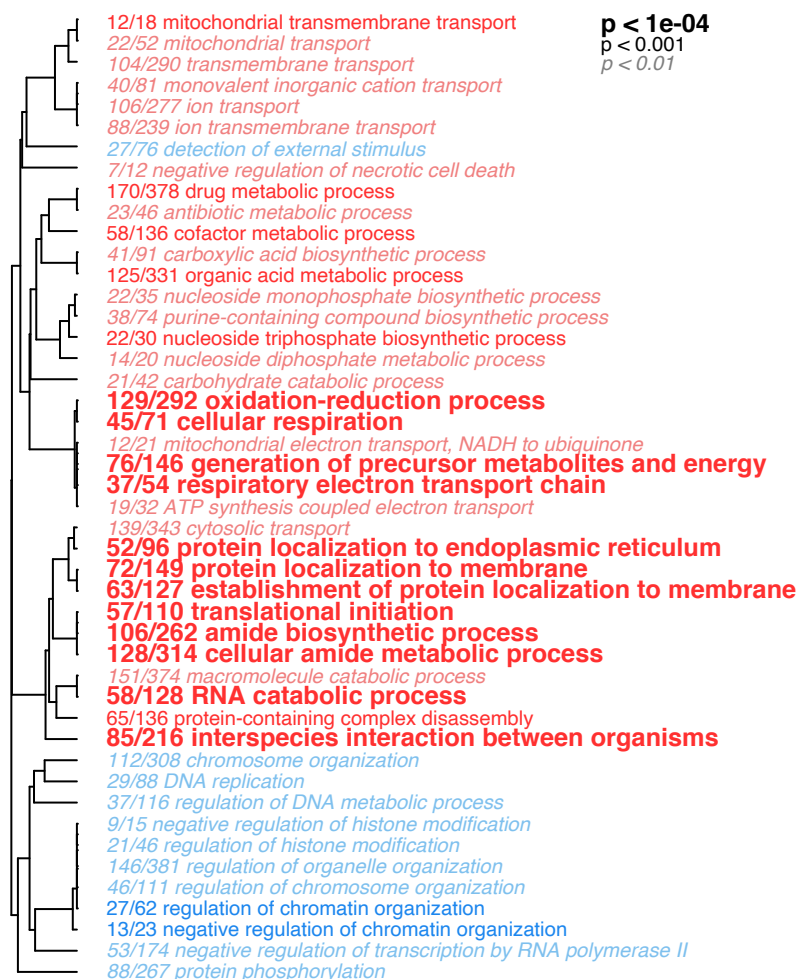 12/18 mitochondrial transmembrane transport
22/52 mitochondrial transport
104/290 transmembrane transport
40/81 monovalent inorganic cation transport
106/277 ion transport
88/239 ion transmembrane transport
27/76 detection of external stimulus
7/12 negative regulation of necrotic cell death
170/378 drug metabolic process
23/46 antibiotic metabolic process
58/136 cofactor metabolic process
41/91 carboxylic acid biosynthetic process
125/331 organic acid metabolic process
22/35 nucleoside monophosphate biosynthetic process
38/74 purine-containing compound biosynthetic process
22/30 nucleoside triphosphate biosynthetic process
14/20 nucleoside diphosphate metabolic process
21/42 carbohydrate catabolic process
129/292 oxidation-reduction process
45/71 cellular respiration
12/21 mitochondrial electron transport, NADH to ubiquinone
76/146 generation of precursor metabolites and energy
37/54 respiratory electron transport chain
19/32 ATP synthesis coupled electron transport
139/343 cytosolic transport
52/96 protein localization to endoplasmic reticulum
72/149 protein localization to membrane
63/127 establishment of protein localization to membrane
57/110 translational initiation
106/262 amide biosynthetic process
128/314 cellular amide metabolic process
151/374 macromolecule catabolic process
58/128 RNA catabolic process
65/136 protein-containing complex disassembly
85/216 interspecies interaction between organisms
112/308 chromosome organization
29/88 DNA replication
37/116 regulation of DNA metabolic process
9/15 negative regulation of histone modification
21/46 regulation of histone modification
146/381 regulation of organelle organization
46/111 regulation of chromosome organization
27/62 regulation of chromatin organization
13/23 negative regulation of chromatin organization
53/174 negative regulation of transcription by RNA polymerase II
88/267 protein phosphorylation
p < 1e-04
p < 0.001
p < 0.01